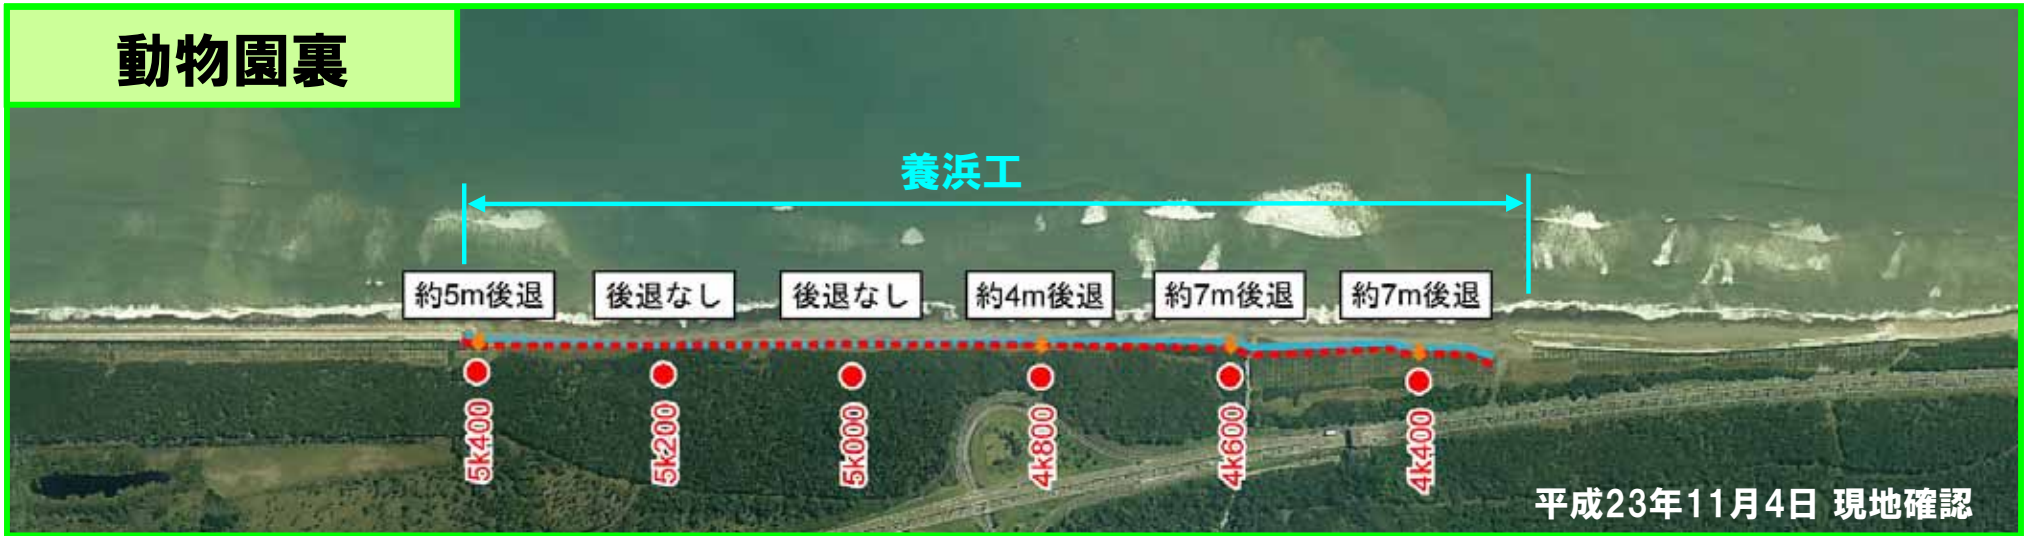 動物園裏
養浜工
約5m後退
後退なし
後退なし
約4m後退
約7m後退
約7m後退
5k400
5k200
5k000
4k800
4k600
4k400
平成23年11月4日 現地確認